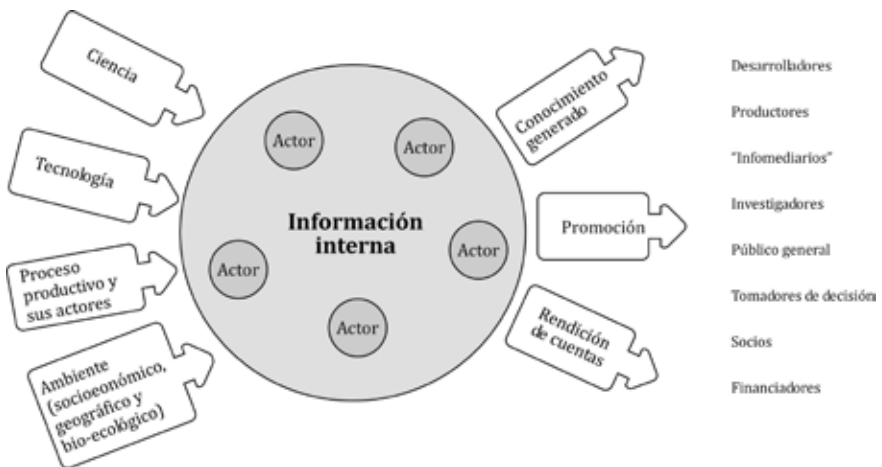 Ciencia
Tecnología
Proceso
productivo y
sus actores
Ambiente
(socioeconómico,
geográfico y
bio-ecológico)
Actor
Actor
Información
interna
Actor
Actor
Actor
Conocimiento
generado
Promoción
Rendición
de cuentas
Desarrolladores
Productores
"Infomediarios"
Investigadores
Público general
Tomadores de decisión
Socios
Financiadores